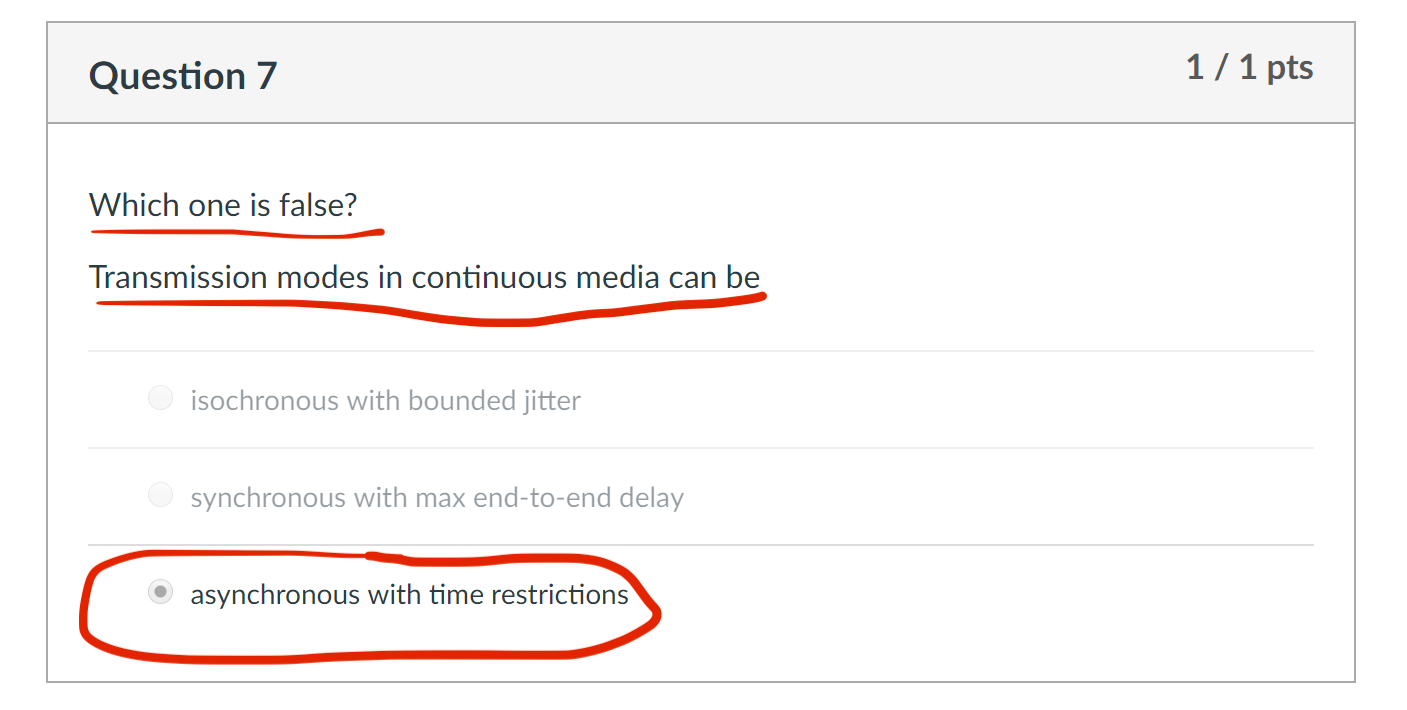 Question 7
1 / 1 pts
Which one is false?
Transmission modes in continuous media can be
isochronous with bounded jitter
synchronous with max end-to-end delay
asynchronous with time restrictions